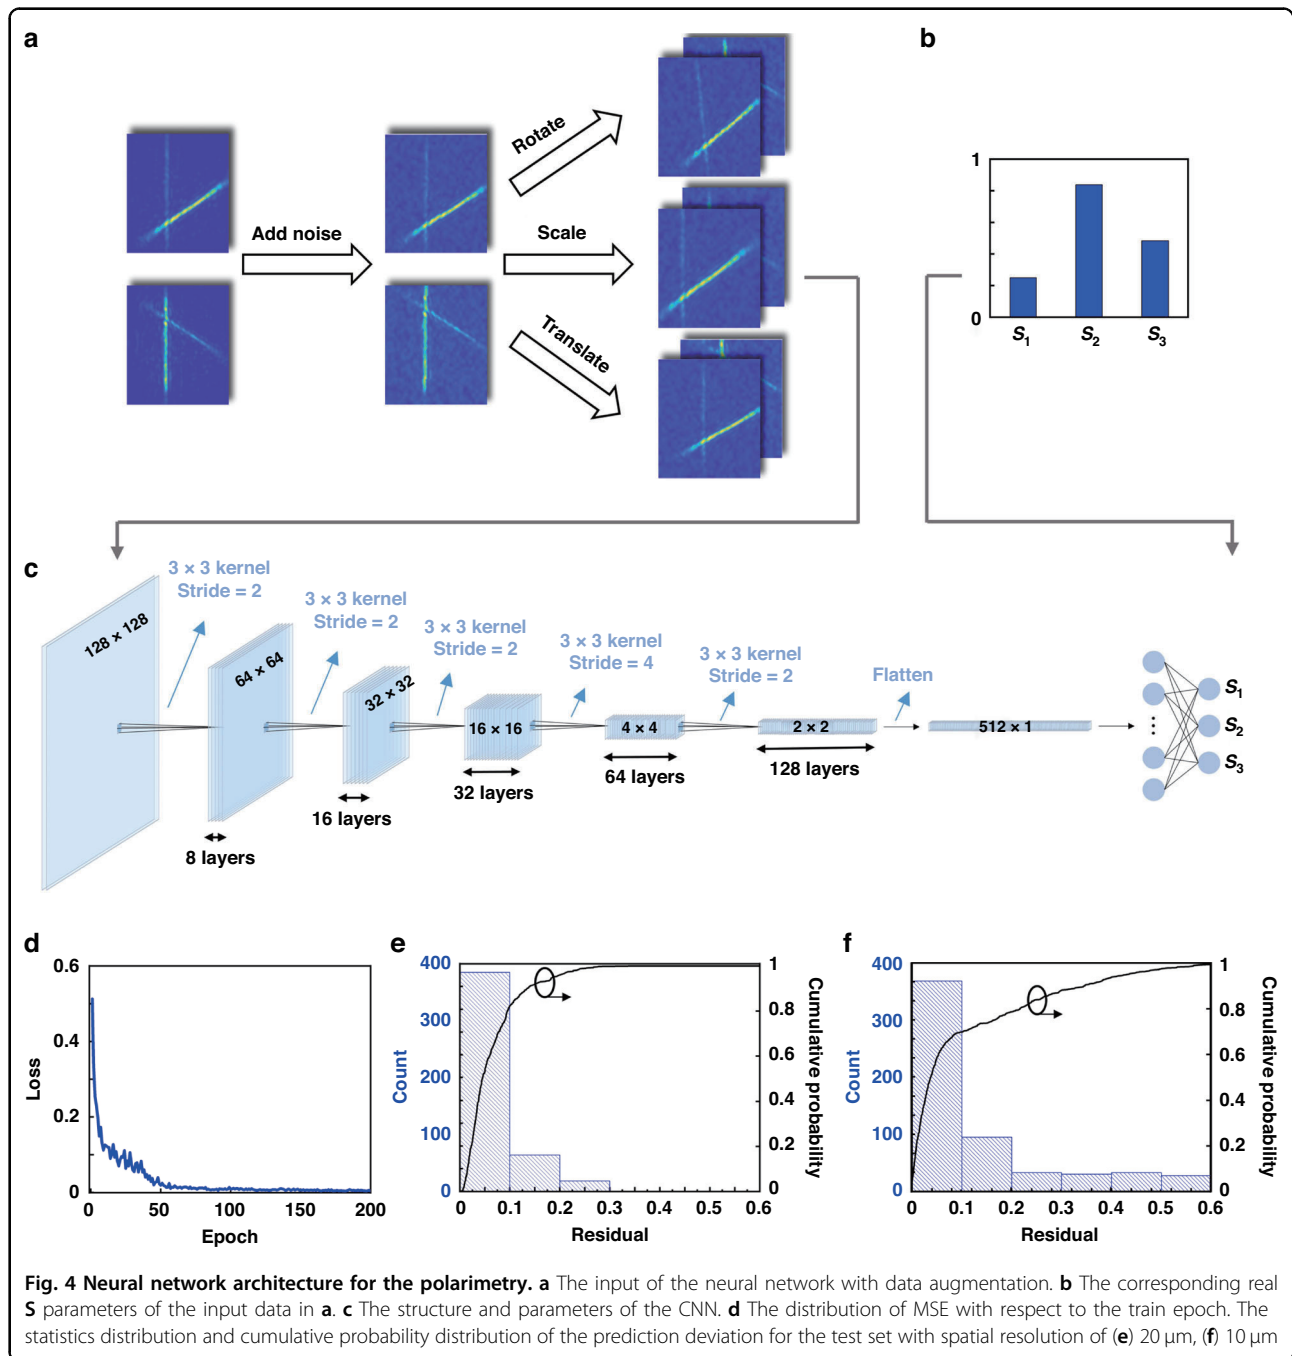 a
b
Rotate
Add noise
Scale
Translate
1
0
S1
S2
S3
c
3 × 3 kernel
Stride = 2
3 × 3 kernel
Stride = 2
3 × 3 kernel
Stride = 2
3 × 3 kernel
Stride = 4
3 × 3 kernel
Stride = 2
Flatten
128 × 128
64 × 64
32 × 32
16 × 16
4 × 4
2 × 2
512 × 1
S1
S2
S3
8 layers
16 layers
32 layers
64 layers
128 layers
d
0.6
0.4
0.2
0
Loss
0
50
100
150
200
Epoch
e
400
300
200
100
0
Count
1
0.8
0.6
0.4
0.2
0
Cumulative probability
0
0.1
0.2
0.3
0.4
0.5
0.6
Residual
f
400
300
200
100
0
Count
1
0.8
0.6
0.4
0.2
0
Cumulative probability
0
0.1
0.2
0.3
0.4
0.5
0.6
Residual
Fig. 4 Neural network architecture for the polarimetry. a The input of the neural network with data augmentation. b The corresponding real
S parameters of the input data in a. c The structure and parameters of the CNN. d The distribution of MSE with respect to the train epoch. The
statistics distribution and cumulative probability distribution of the prediction deviation for the test set with spatial resolution of (e) 20 μm, (f) 10 μm